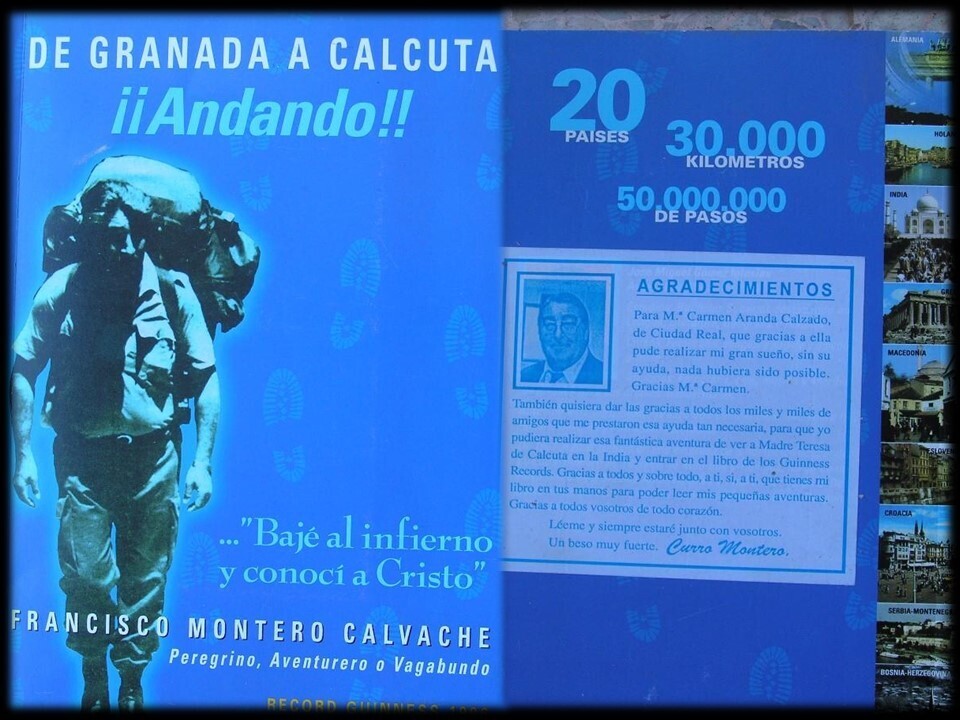 DE GRANADA A CALCUTA
¡¡Andando!!
..."Bajé al infierno
y conocí a Cristo"
FRANCISCO MONTERO CALVACHE
Peregrino, Aventurero o Vagabundo
RECORD GUINNESS
20
PAISES
30.000
KILOMETROS
50.000.000
DE PASOS
AGRADECIMIENTOS
Para M.ª Carmen Aranda Calzado,
de Ciudad Real, que gracias a ella
pude realizar mi gran sueño, sin su
ayuda, nada hubiera sido posible.
Gracias M.ª Carmen.
También quisiera dar las gracias a todos los miles y miles de
amigos que me prestaron esa ayuda tan necesaria, para que yo
pudiera realizar esa fantástica aventura de ver a Madre Teresa
de Calcuta en la India y entrar en el libro de los Guinness
Records. Gracias a todos y sobre todo, a ti, si, a ti, que tienes mi
libro en tus manos para poder leer mis pequeñas aventuras.
Gracias a todos vosotros de todo corazón.
Léeme y siempre estaré junto con vosotros.
Un beso muy fuerte. Curro Montero.
ALEMANIA
HOLA
INDIA
GR
MACEDONIA
ESLOVE
CROACIA
SERBIA-MONTENEG
BOSNIA-HERZEGOVIN